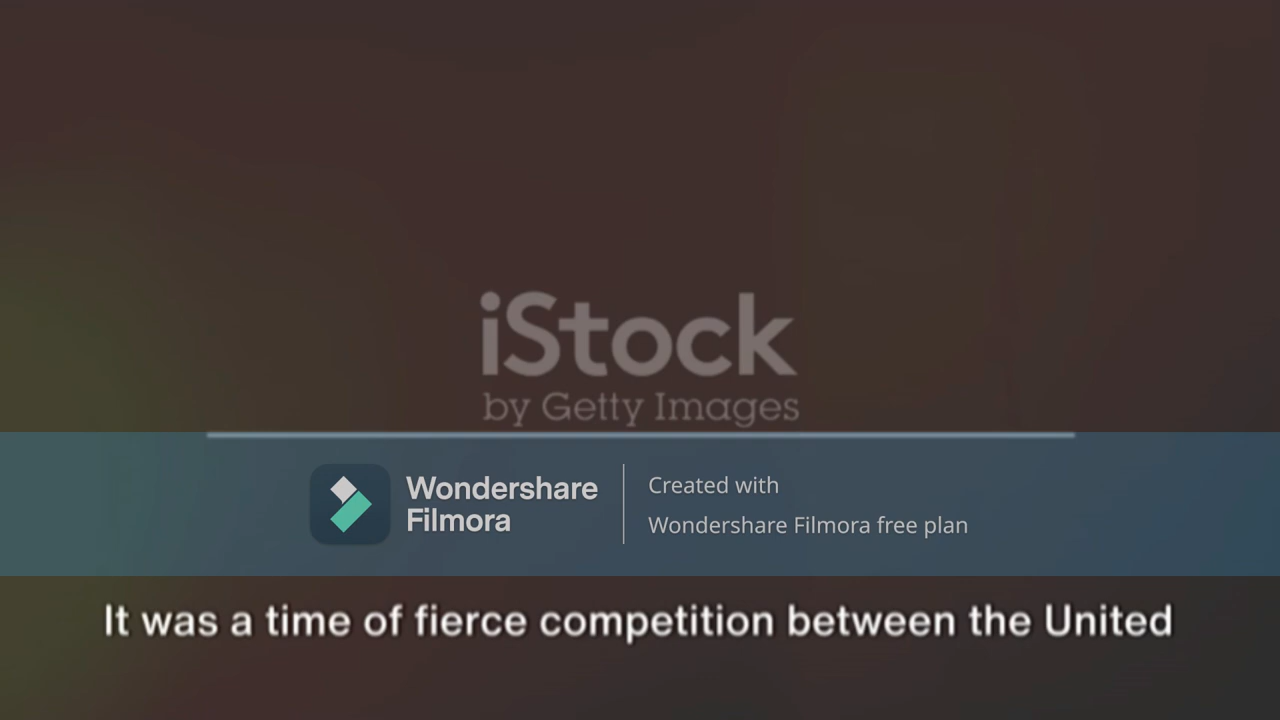 iStock
by Getty Images
Wondershare
Filmora
Created with
Wondershare Filmora free plan
It was a time of fierce competition between the United